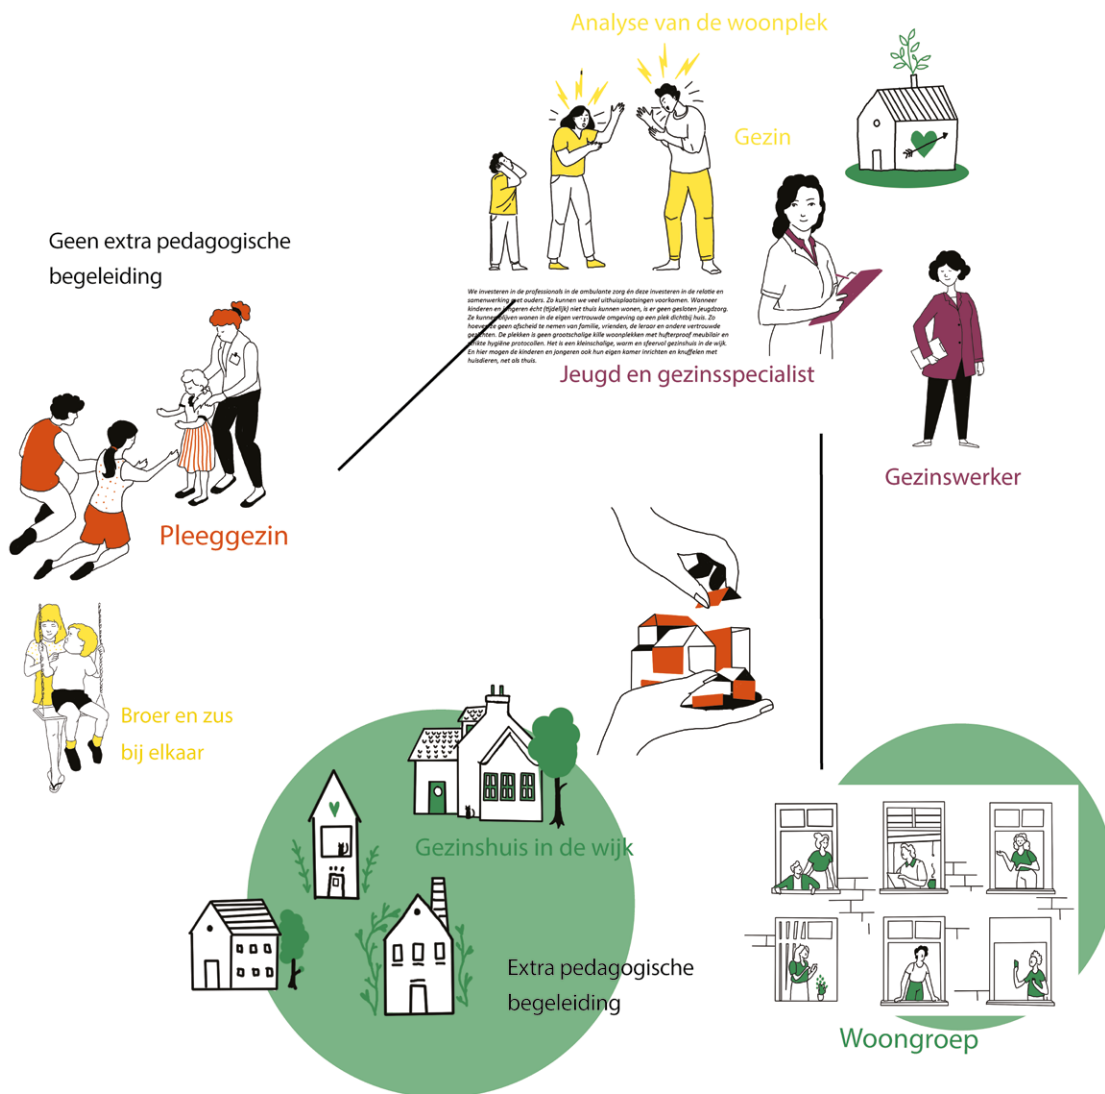 Analyse van de woonplek
Gezin
Geen extra pedagogische
begeleiding
We investeren in de professionals in de ambulante zorg én deze investeren in de relatie en
samenwerking met ouders. Zo kunnen we veel uithuisplaatsingen voorkomen. Wanneer
kinderen en jongeren écht (tijdelijk) niet thuis kunnen wonen, is er geen gesloten jeugdzorg.
Ze kunnen blijven wonen in de eigen vertrouwde omgeving op een plek dichtbij huis. Zo
hoeven ze geen afscheid te nemen van familie, vrienden, de leraar en andere vertrouwde
gezichten. De plekken is geen grootschalige kille woonplekken met hufterproof meubilair en
strikte hygiëne protocollen. Het is een kleinschalige, warm en sfeervol gezinshuis in de wijk.
En hier mogen de kinderen en jongeren ook hun eigen kamer inrichten en knuffelen met
huisdieren, net als thuis.
Jeugd en gezinsspecialist
Gezinswerker
Pleeggezin
Broer en zus
bij elkaar
Gezinshuis in de wijk
Extra pedagogische
begeleiding
Woongroep